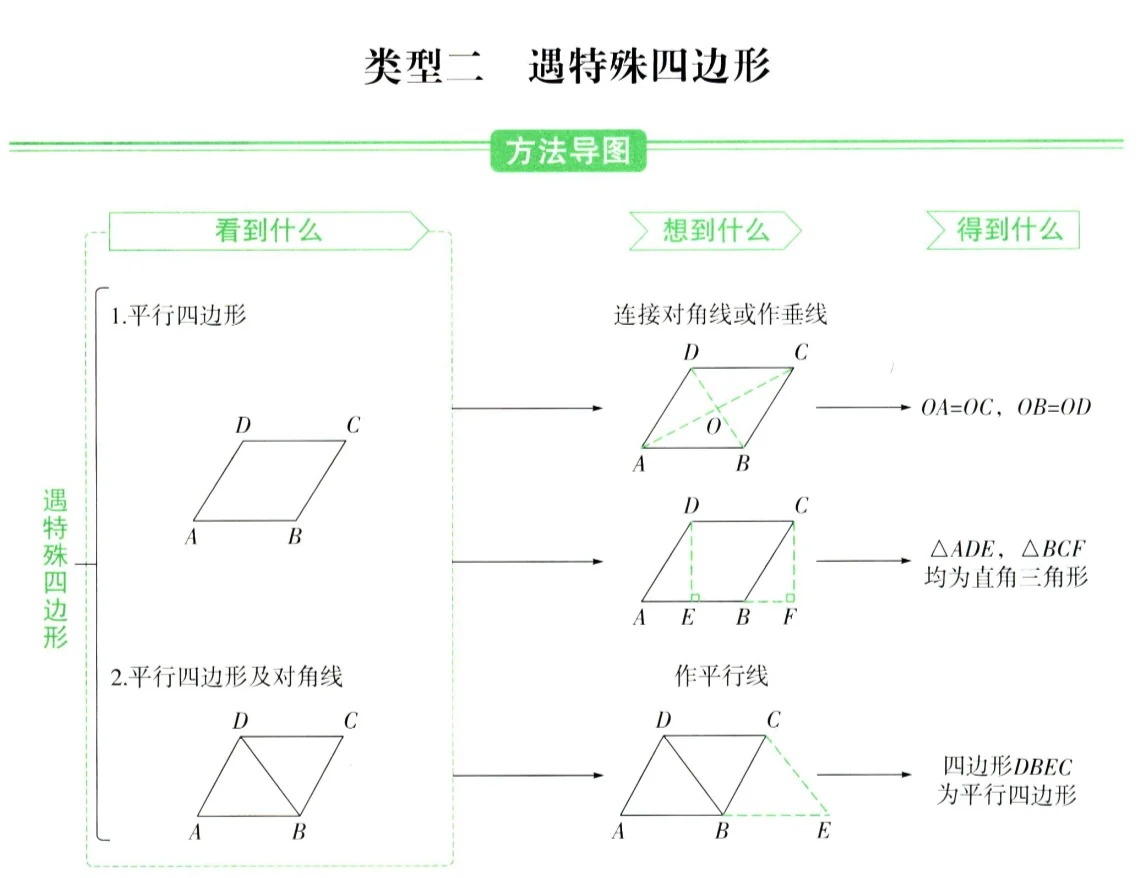 类型二 遇特殊四边形
方法导图
看到什么
想到什么
得到什么
遇特殊四边形
1.平行四边形
D C
A B
连接对角线或作垂线
D C
O
A B
OA=OC，OB=OD
D C
A E B F
△ADE，△BCF
均为直角三角形
2.平行四边形及对角线
D C
A B
作平行线
D C
A B E
四边形DBEC
为平行四边形